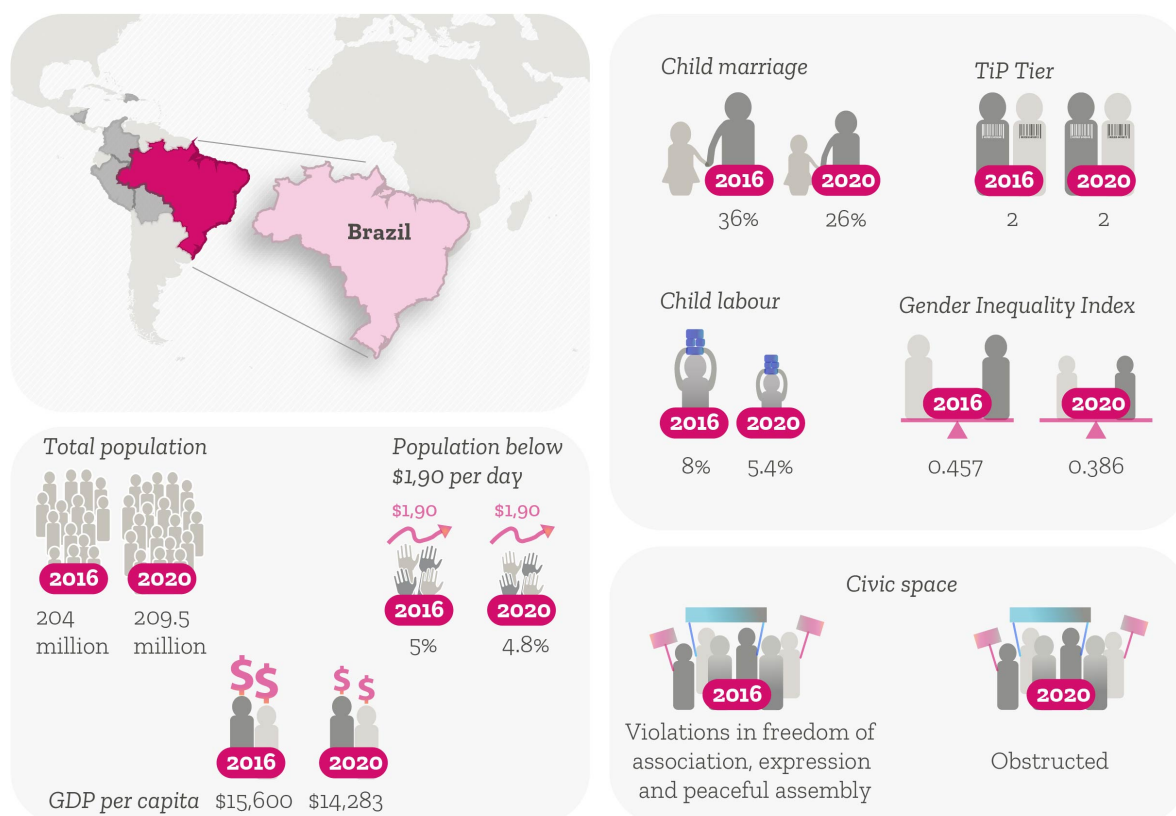 Brazil
Total population
2016
2020
204
million
209.5
million
Population below
$1,90 per day
$1,90
$1,90
2016
2020
5%
4.8%
$ $
$ $
2016
2020
GDP per capita
$15,600
$14,283
Child marriage
2016
2020
36%
26%
TiP Tier
2016
2020
2
2
Child labour
2016
2020
8%
5.4%
Gender Inequality Index
2016
2020
0.457
0.386
Civic space
2016
2020
Violations in freedom of
association, expression
and peaceful assembly
Obstructed